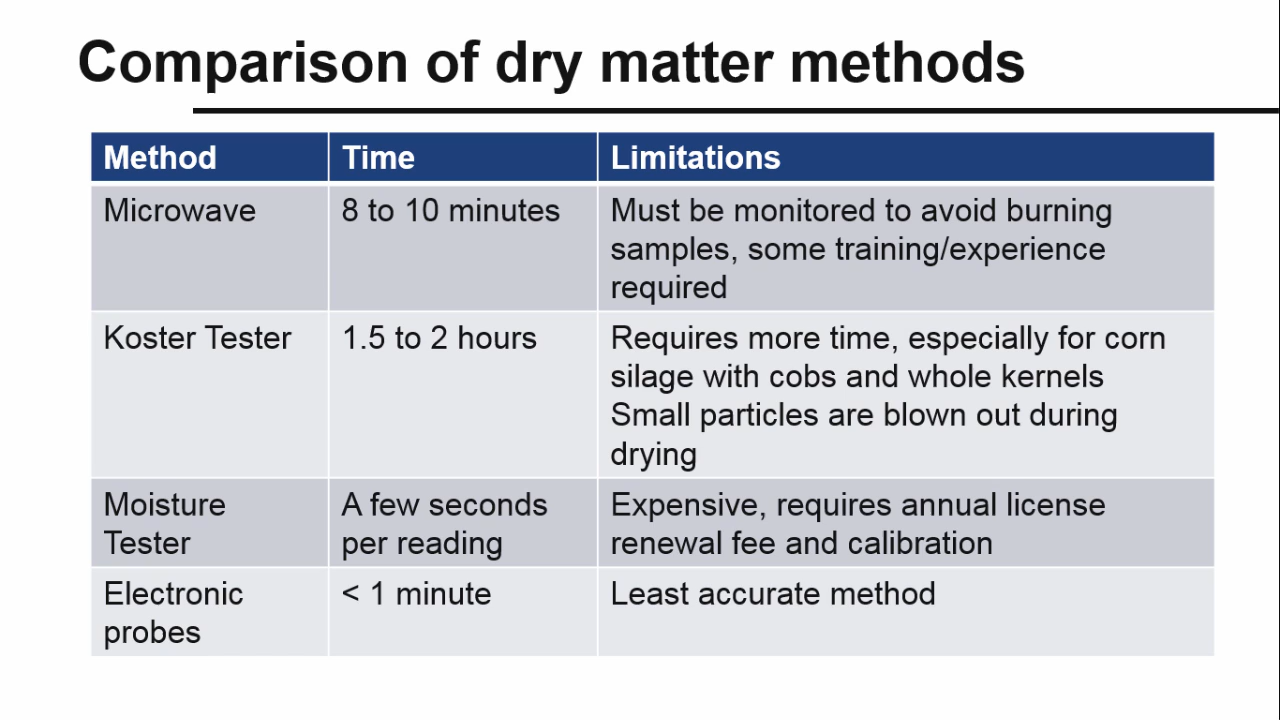 Comparison of dry matter methods
Method Time Limitations
Microwave 8 to 10 minutes Must be monitored to avoid burning
samples, some training/experience
required
Koster Tester 1.5 to 2 hours Requires more time, especially for corn
silage with cobs and whole kernels
Small particles are blown out during
drying
Moisture A few seconds Expensive, requires annual license
Tester per reading renewal fee and calibration
Electronic < 1 minute Least accurate method
probes